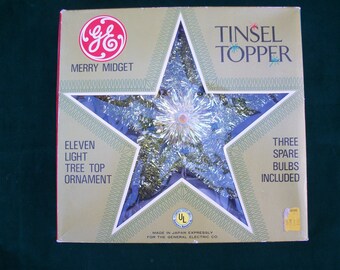 GE
MERRY MIDGET
TINSEL
TOPPER
ELEVEN
LIGHT
TREE TOP
ORNAMENT
THREE
SPARE
BULBS
INCLUDED
UL
MADE IN JAPAN EXPRESSLY
FOR THE GENERAL ELECTRIC CO.